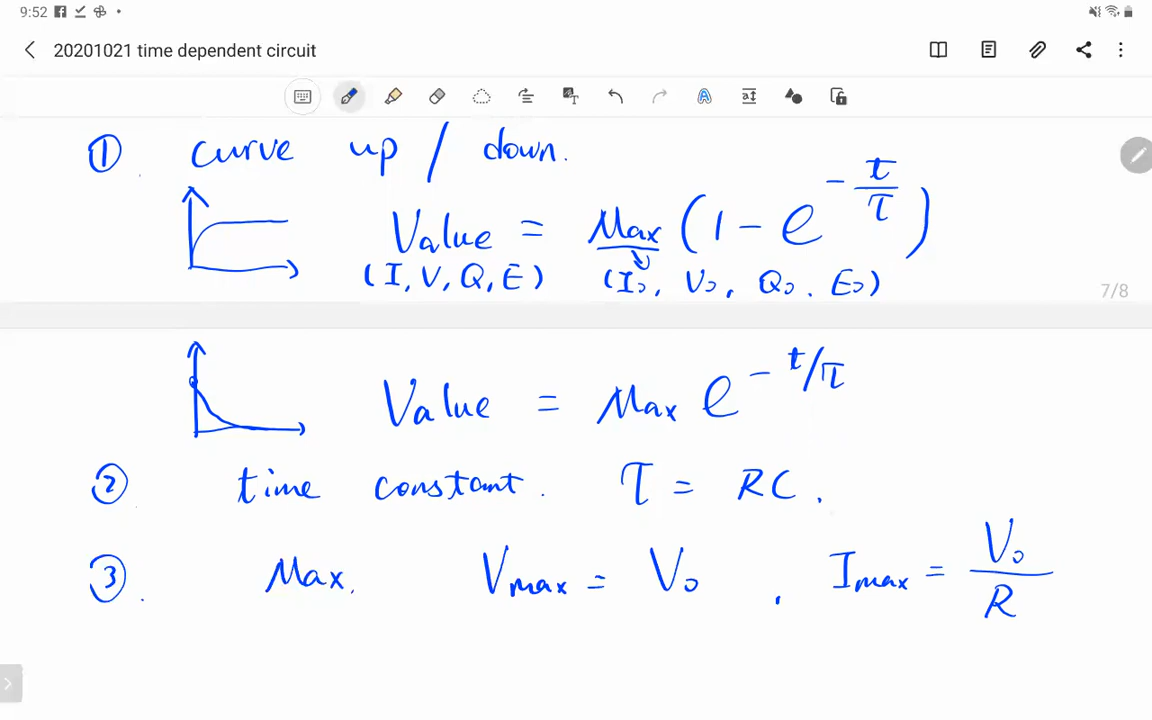 9:52
20201021 time dependent circuit
① curve up / down.
Value = Max (1 - e^{-t/τ})
(I, V, Q, E) (I₀, V₀, Q₀. E₀)
7/8
Value = Max e^{-t/τ}
② time constant. τ = RC.
③ Max. Vmax = V₀, Imax = V₀/R